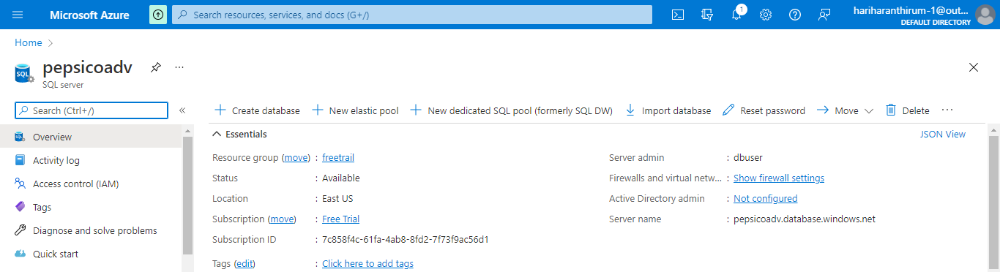 Microsoft Azure
Search resources, services, and docs (G+/)
1
hariharanthirum-1@out...
DEFAULT DIRECTORY
Home
pepsicoadv
SQL server
Search (Ctrl+/)
Create database
New elastic pool
New dedicated SQL pool (formerly SQL DW)
Import database
Reset password
Move
Delete
Overview
Activity log
Access control (IAM)
Tags
Diagnose and solve problems
Quick start
Essentials
JSON View
Resource group (move) : freetrail
Status : Available
Location : East US
Subscription (move) : Free Trial
Subscription ID : 7c858f4c-61fa-4ab8-8fd2-7f73f9ac56d1
Tags (edit) : Click here to add tags
Server admin : dbuser
Firewalls and virtual netw... : Show firewall settings
Active Directory admin : Not configured
Server name : pepsicoadv.database.windows.net